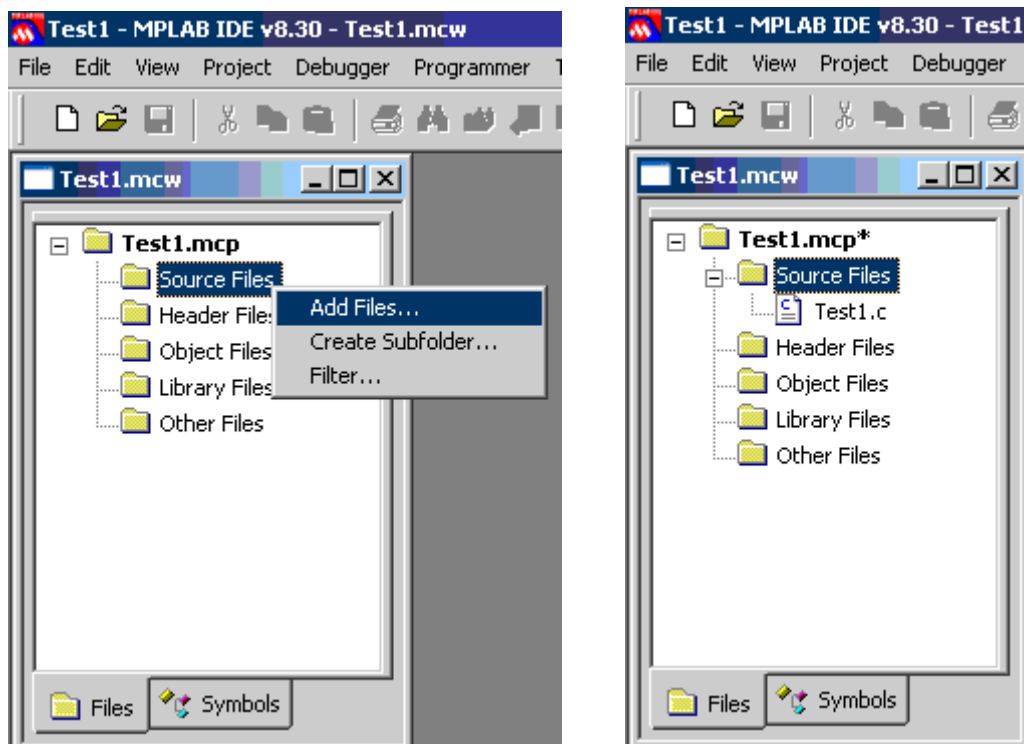 Test1 - MPLAB IDE v8.30 - Test1.mcw
File Edit View Project Debugger Programmer
Test1.mcw
Test1.mcp
Source Files
Add Files...
Header Files
Create Subfolder...
Object Files
Filter...
Library Files
Other Files
Files Symbols
Test1 - MPLAB IDE v8.30 - Test1
File Edit View Project Debugger
Test1.mcw
Test1.mcp*
Source Files
Test1.c
Header Files
Object Files
Library Files
Other Files
Files Symbols